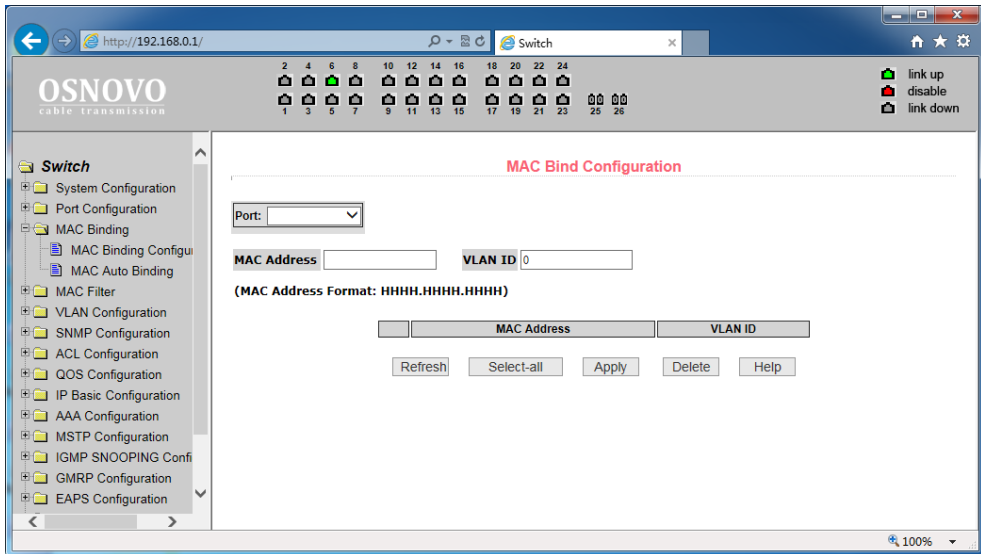 http://192.168.0.1/
Switch
OSNOVO
cable transmission
2 4 6 8 10 12 14 16 18 20 22 24
1 3 5 7 9 11 13 15 17 19 21 23 25 26
link up
disable
link down
Switch
System Configuration
Port Configuration
MAC Binding
MAC Binding Configu
MAC Auto Binding
MAC Filter
VLAN Configuration
SNMP Configuration
ACL Configuration
QOS Configuration
IP Basic Configuration
AAA Configuration
MSTP Configuration
IGMP SNOOPING Confi
GMRP Configuration
EAPS Configuration
MAC Bind Configuration
Port:
MAC Address VLAN ID 0
(MAC Address Format: HHHH.HHHH.HHHH)
MAC Address VLAN ID
Refresh Select-all Apply Delete Help
100%